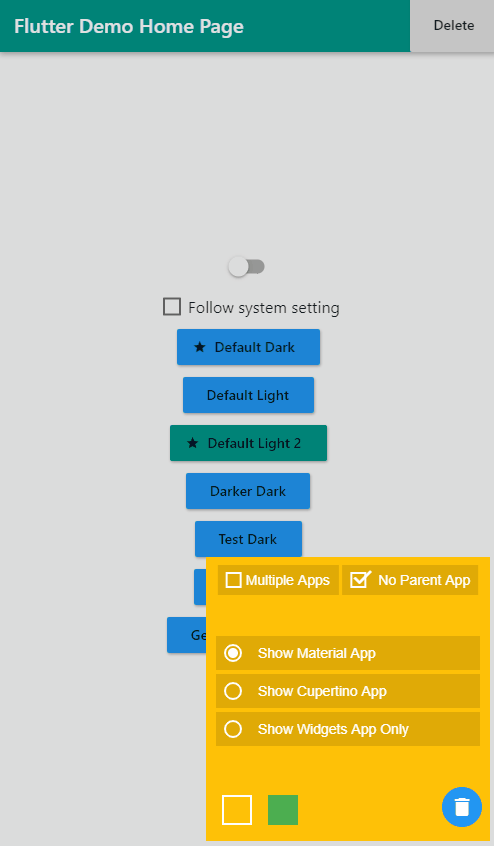 Flutter Demo Home Page Delete
Follow system setting
Default Dark
Default Light
Default Light 2
Darker Dark
Test Dark
Multiple Apps No Parent App
Ge
Show Material App
Show Cupertino App
Show Widgets App Only